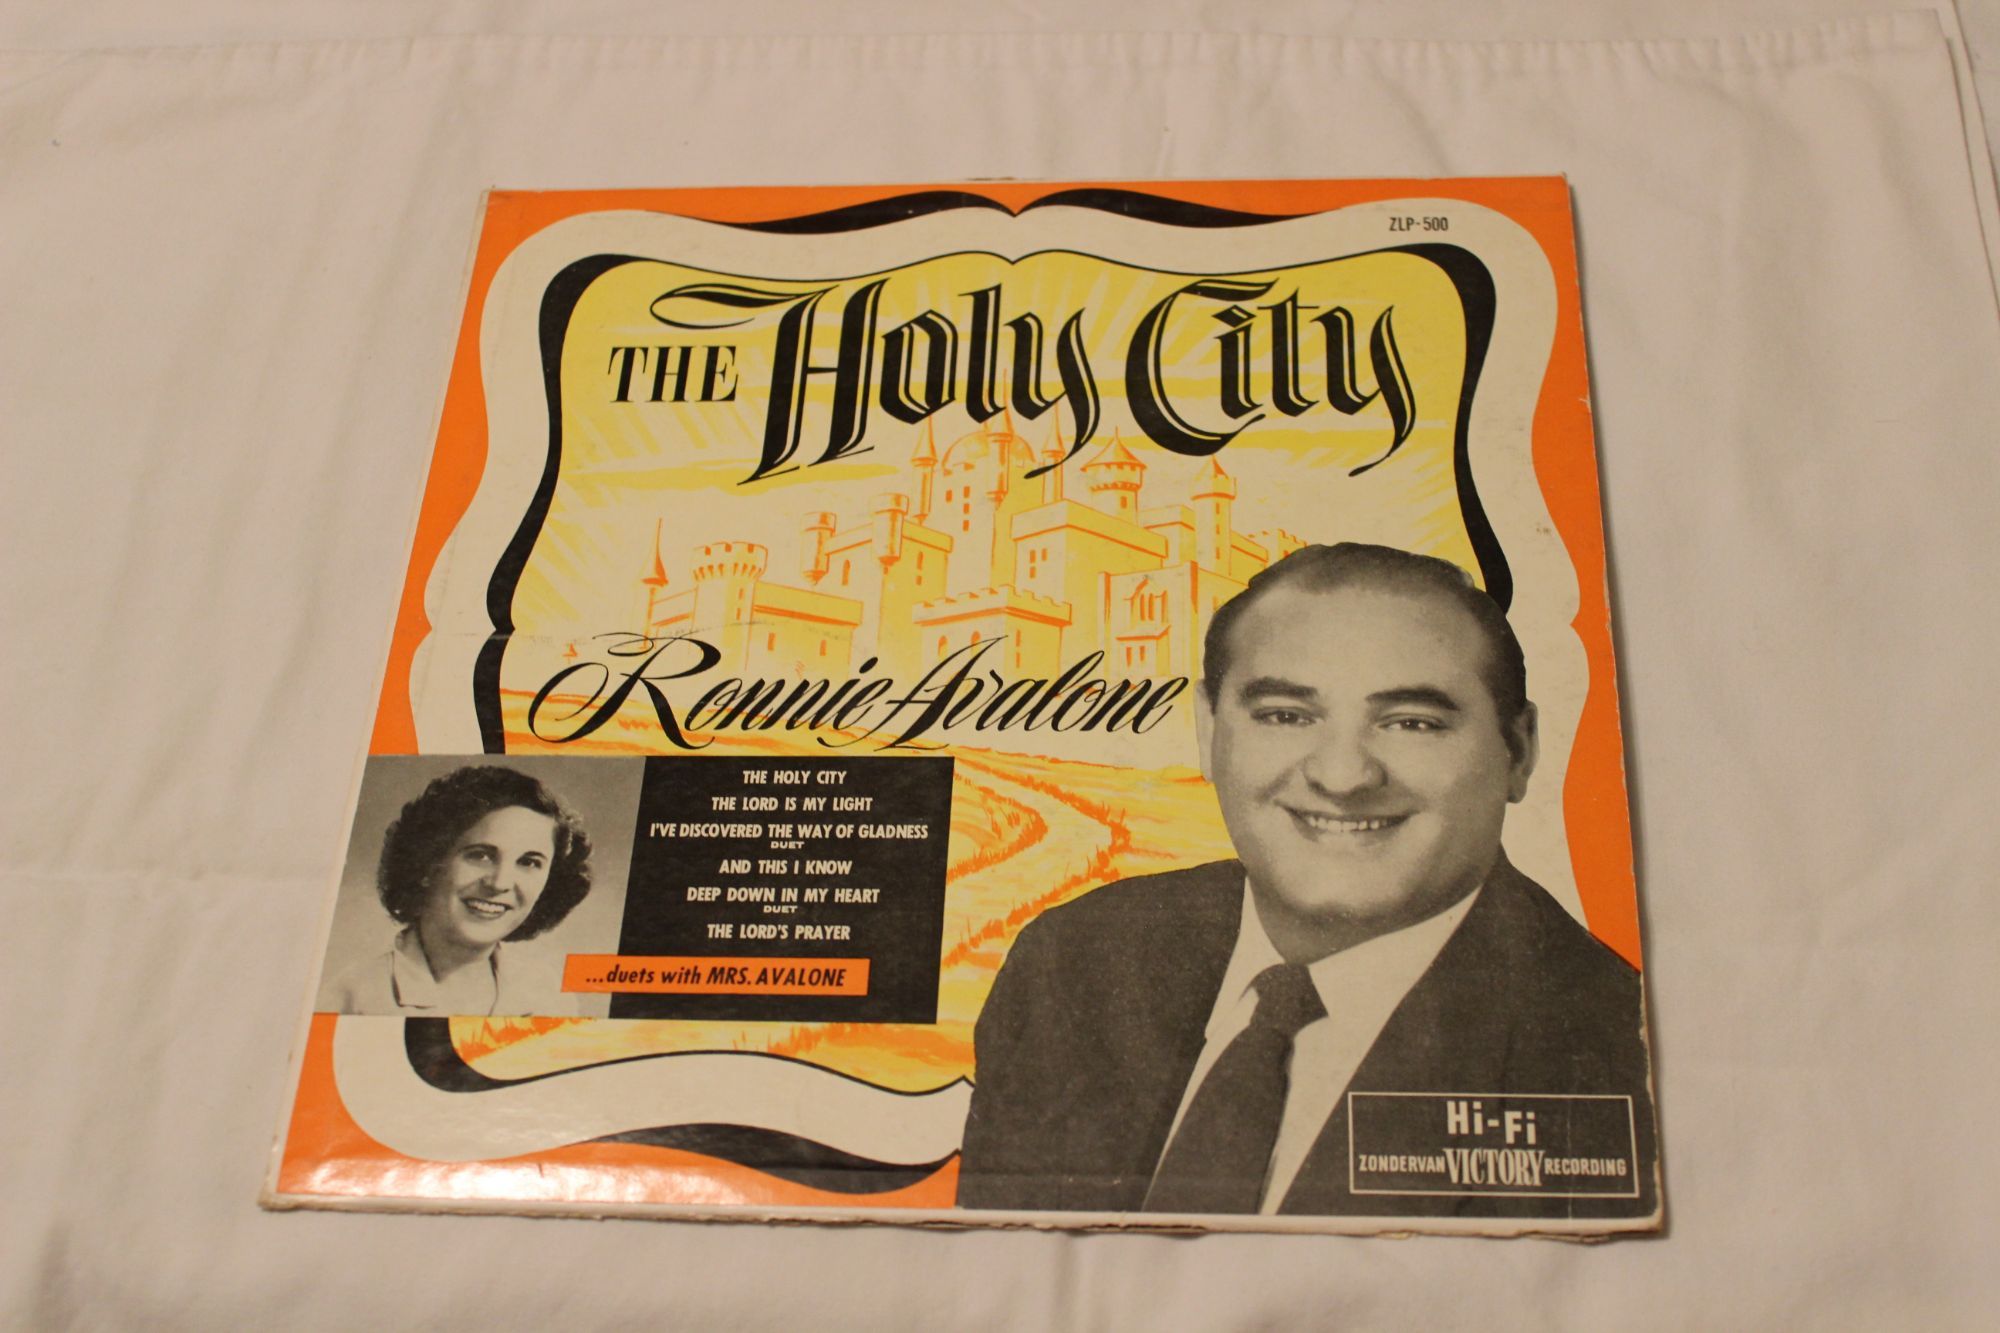 ZLP-500
THE Holy City
Ronnie Avalone
THE HOLY CITY
THE LORD IS MY LIGHT
I'VE DISCOVERED THE WAY OF GLADNESS
DUET
AND THIS I KNOW
DEEP DOWN IN MY HEART
DUET
THE LORD'S PRAYER
...duets with MRS. AVALONE
Hi-Fi
ZONDERVAN VICTORY RECORDING